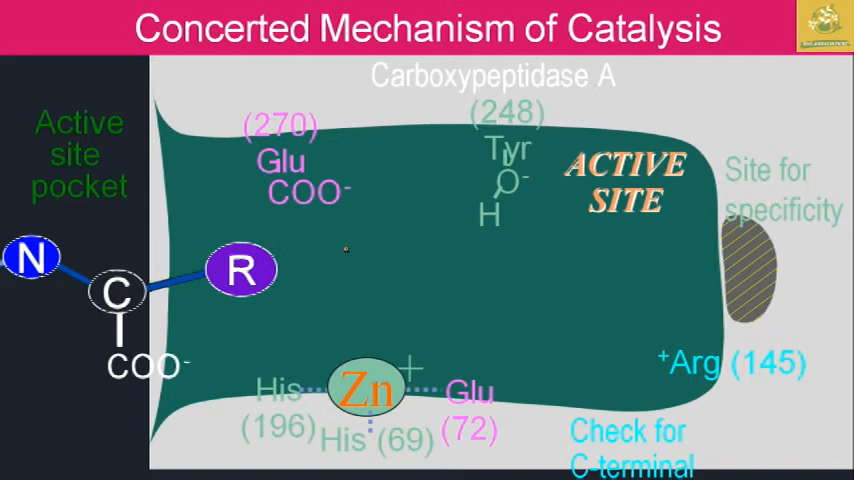 Concerted Mechanism of Catalysis
Carboxypeptidase A
Active
site
pocket
(270)
Glu
COO-
(248)
Tyr
O-
H
ACTIVE
SITE
Site for
specificity
N
C
R
COO-
+Arg (145)
His
Zn
+
Glu
(196)
His (69)
(72)
Check for
C-terminal